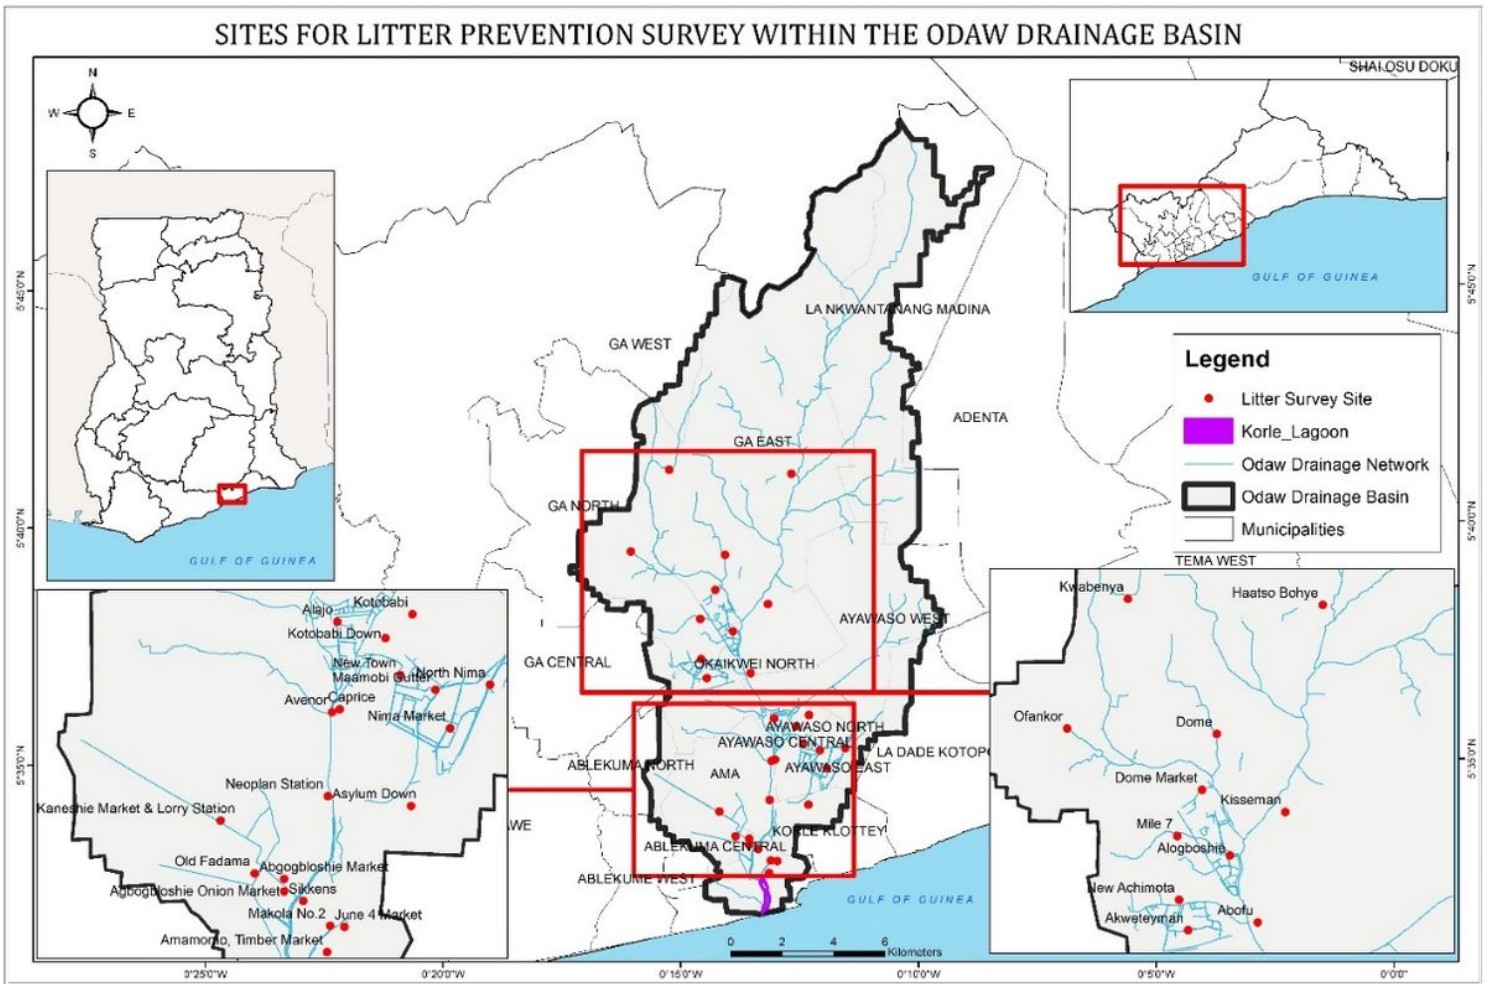 SITES FOR LITTER PREVENTION SURVEY WITHIN THE ODAW DRAINAGE BASIN
SHAI OSU DOKU
N
W
E
S
GULF OF GUINEA
5°45'0"N
5°45'0"N
LA NKWANTANANG MADINA
GA WEST
Legend
Litter Survey Site
Korle_Lagoon
Odaw Drainage Network
Odaw Drainage Basin
Municipalities
ADENTA
GA EAST
GA NORTH
5°40'0"N
5°40'0"N
GULF OF GUINEA
TEMA WEST
AYAWASO WEST
GA CENTRAL
OKAIKWEI NORTH
AYAWASO NORTH
AYAWASO CENTRAL
LA DADE KOTOPO
ABLEKUMA NORTH
AMA
AYAWASO EAST
5°35'0"N
5°35'0"N
WE
KORLE KLOTTEY
ABLEKUMA CENTRAL
ABLEKUME WEST
GULF OF GUINEA
0 2 4 6
Kilometers
Alajo
Kotobabi
Kotobabi Down
New Town
Maamobi Gutter
North Nima
Avenor
Caprice
Nima Market
Neoplan Station
Asylum Down
Kaneshie Market & Lorry Station
Old Fadama
Abgogbloshie Market
Agbogbloshie Onion Market
Sikkens
Makola No.2
June 4 Market
Amamomo, Timber Market
Kwabenya
Haatso Bohye
Ofankor
Dome
Dome Market
Kisseman
Mile 7
Alogboshie
New Achimota
Akweteyman
Abofu
0°25'0"W
0°20'0"W
0°15'0"W
0°10'0"W
0°5'0"W
0°0'0"